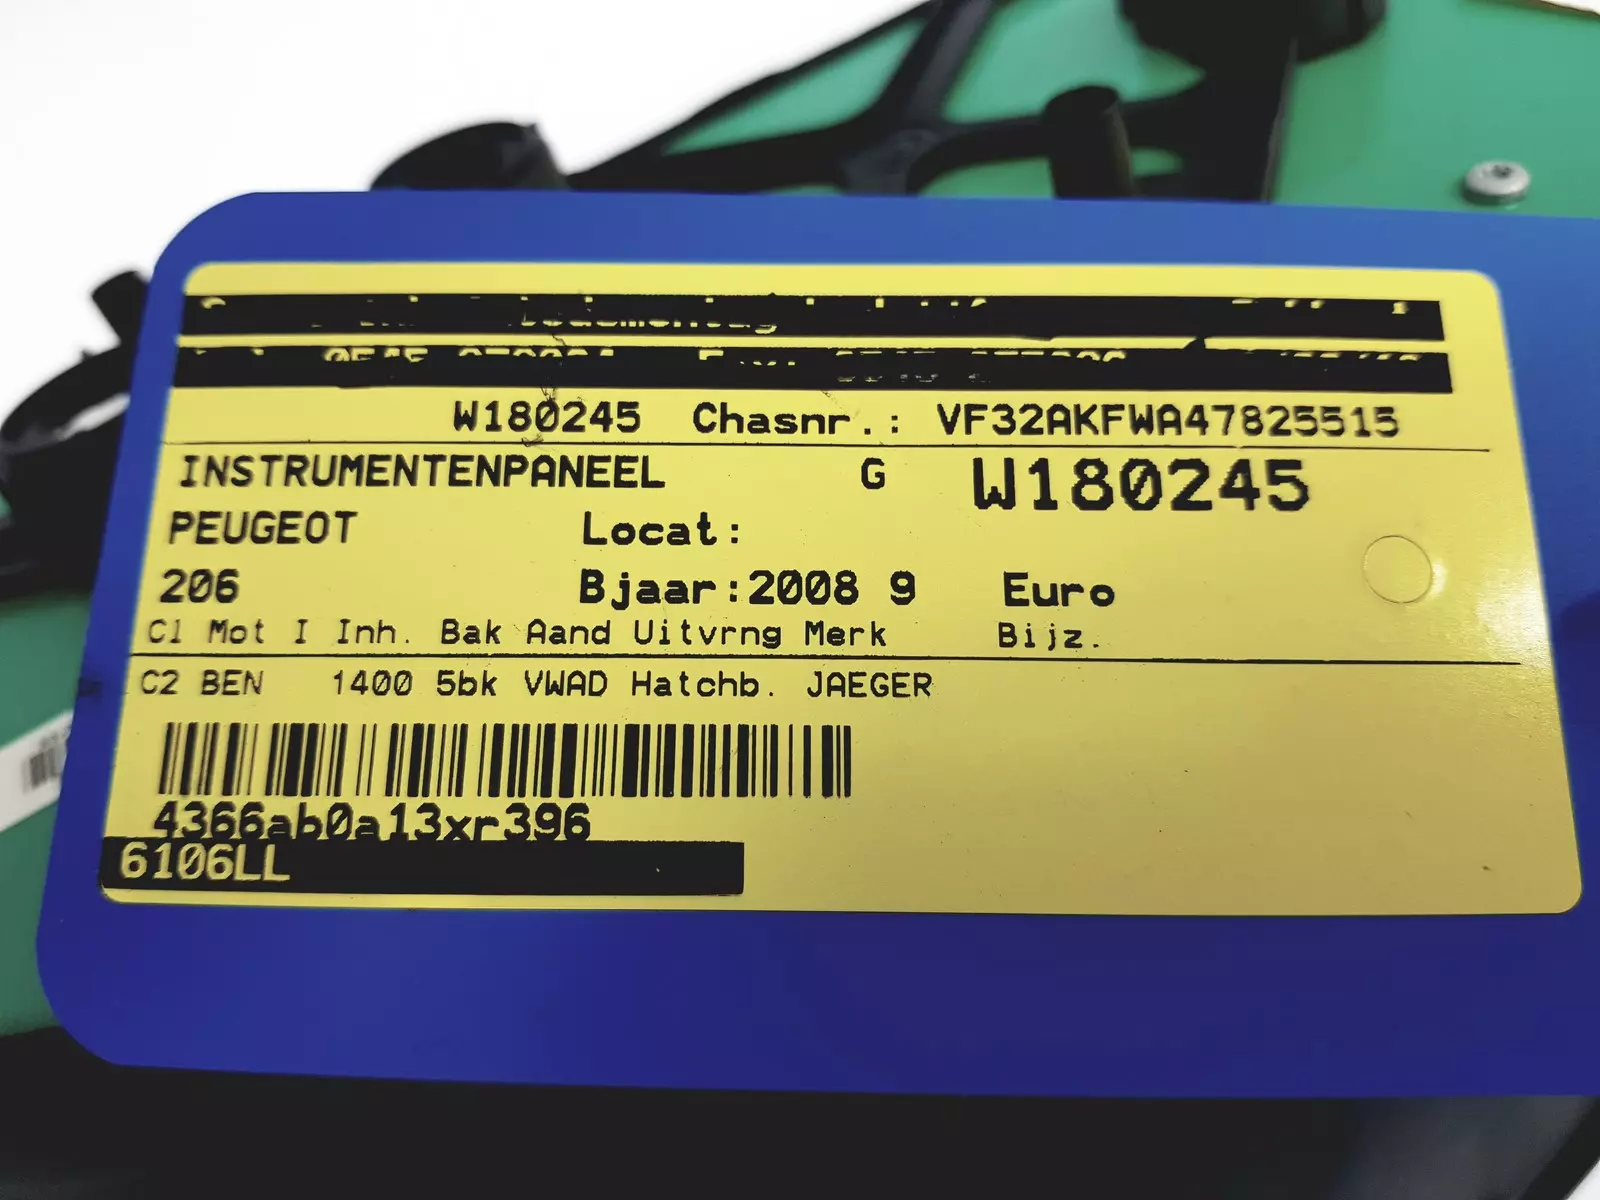 W180245 Chasnr.: VF32AKFWA47825515
INSTRUMENTENPANEEL G W180245
PEUGEOT Locat:
206 Bjaar:2008 9 Euro
Cl Mot I Inh. Bak Aand Uitvrng Merk Bijz.
C2 BEN 1400 5bk VWAD Hatchb. JAEGER
4366ab0a13xr396
6106LL